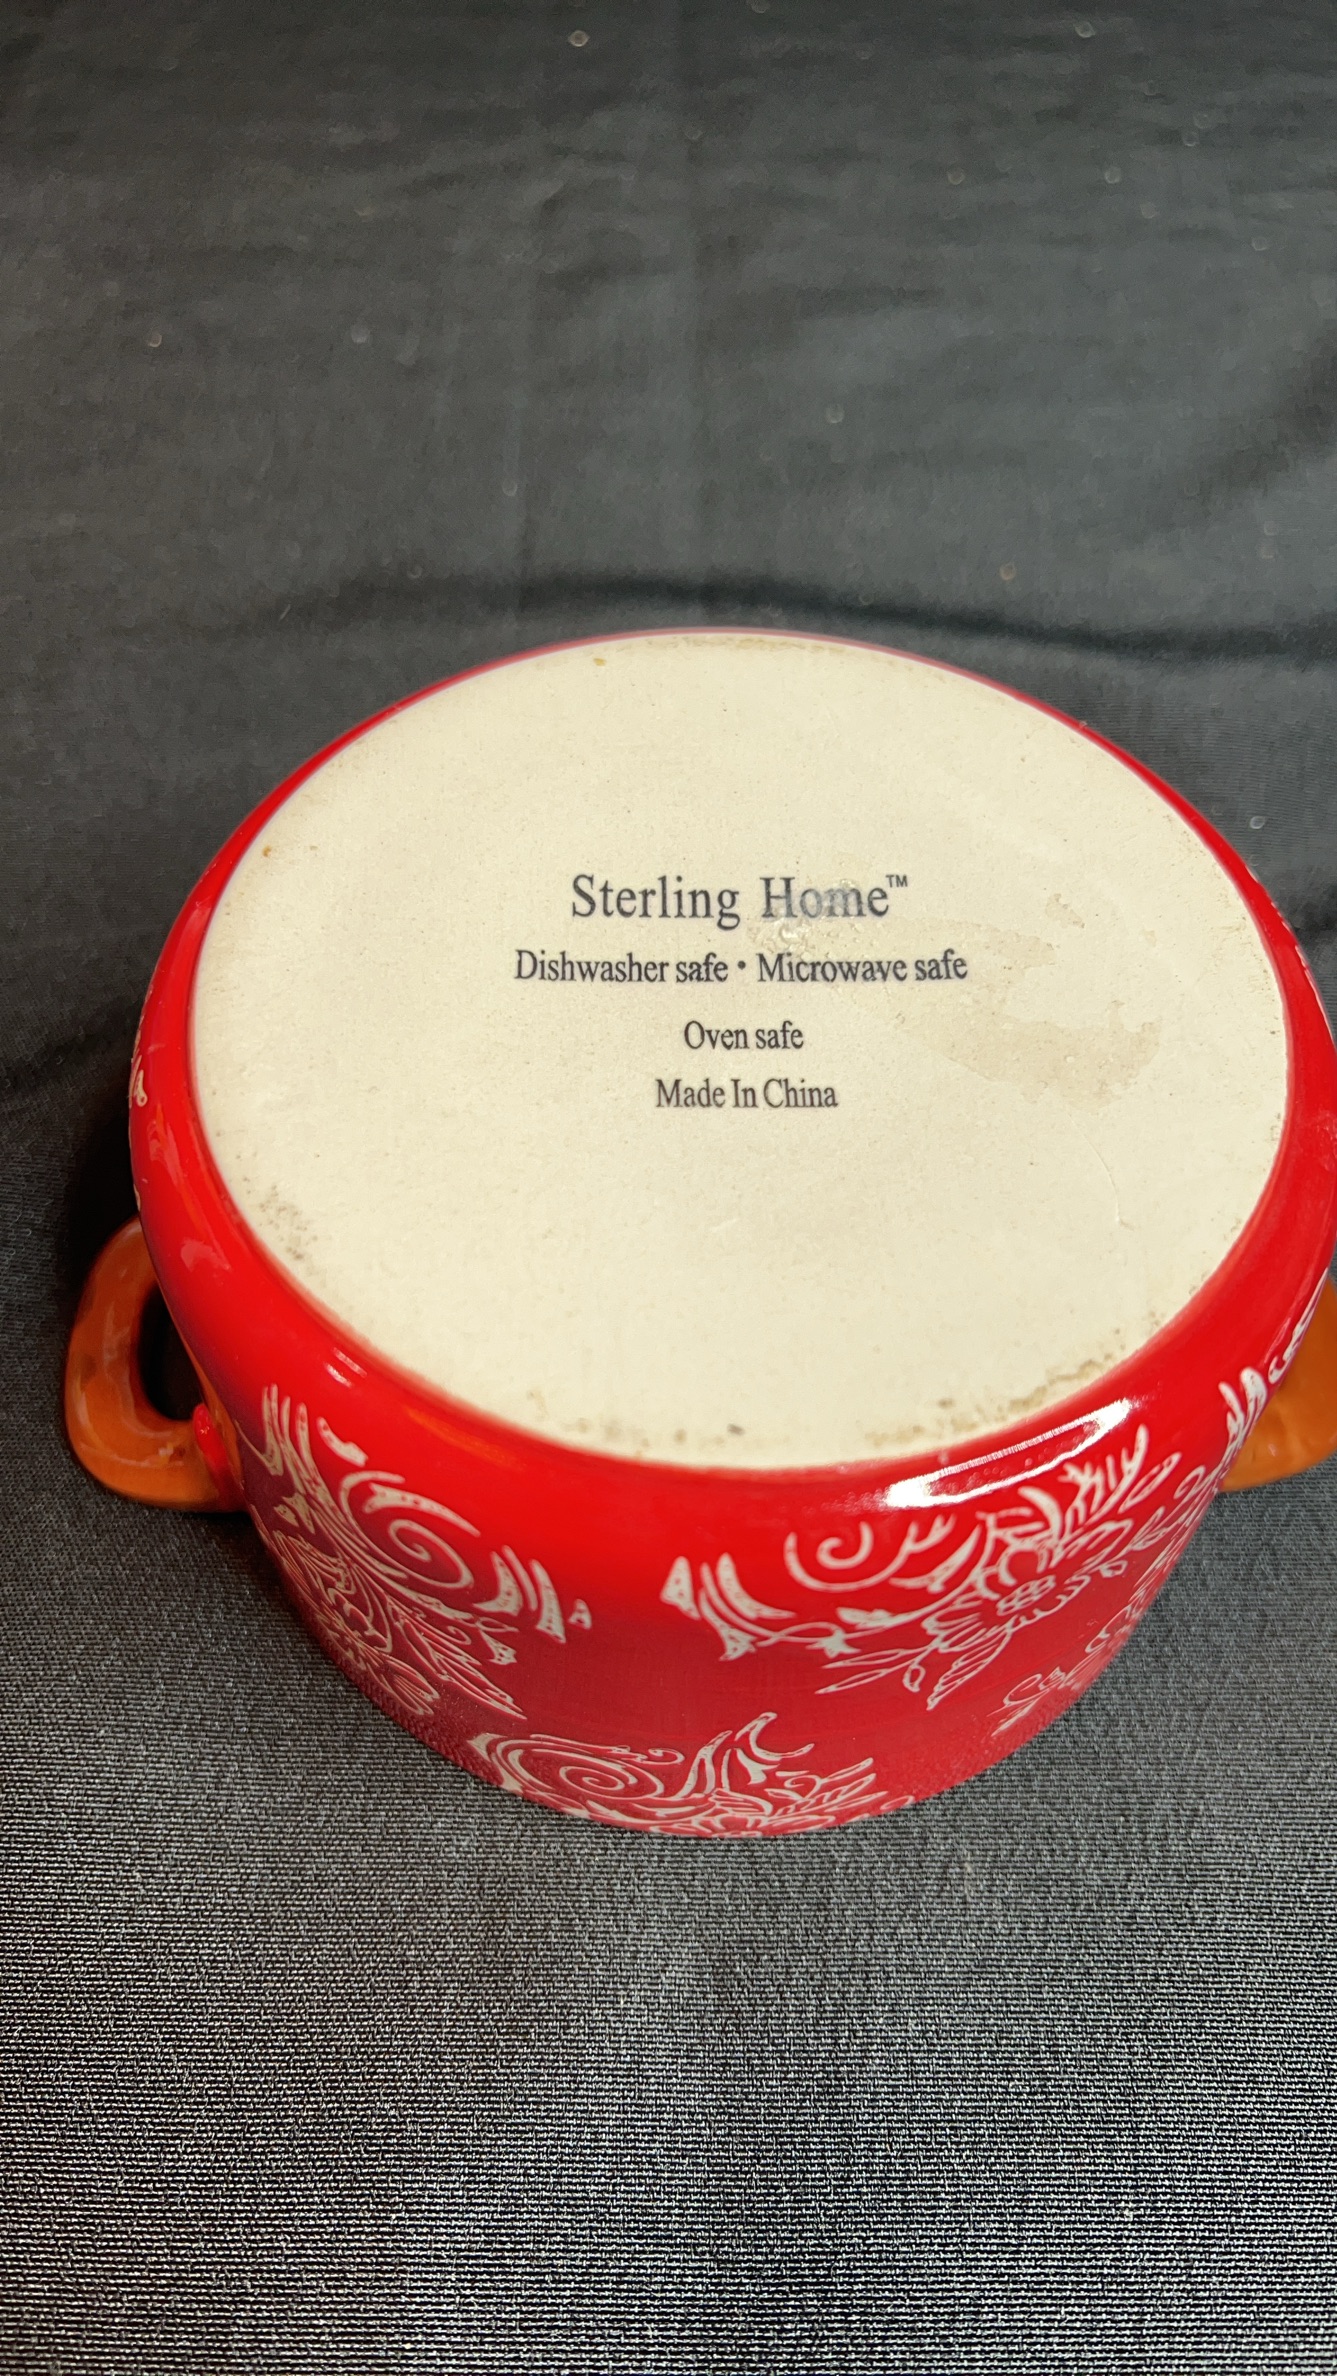 Sterling Home™
Dishwasher safe • Microwave safe
Oven safe
Made In China